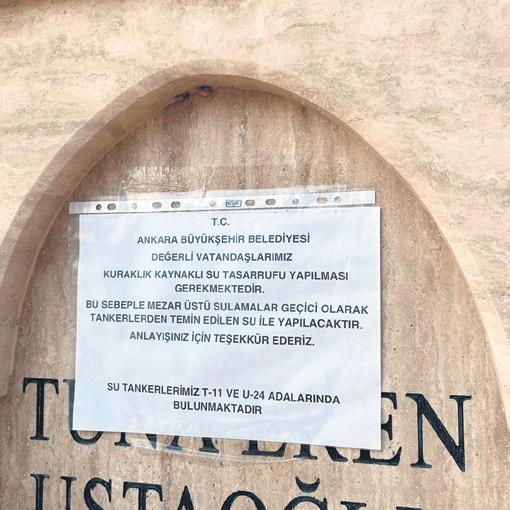 T.C.
ANKARA BÜYÜKŞEHİR BELEDİYESİ
DEĞERLİ VATANDAŞLARIMIZ
KURAKLIK KAYNAKLI SU TASARRUFU YAPILMASI
GEREKMEKTEDİR.
BU SEBEPLE MEZAR ÜSTÜ SULAMALAR GEÇİCİ OLARAK
TANKERLERDEN TEMİN EDİLEN SU İLE YAPILACAKTIR.
ANLAYIŞINIZ İÇİN TEŞEKKÜR EDERİZ.
SU TANKERLERİMİZ T-11 VE U-24 ADALARINDA
BULUNMAKTADIR
TUNA EREN